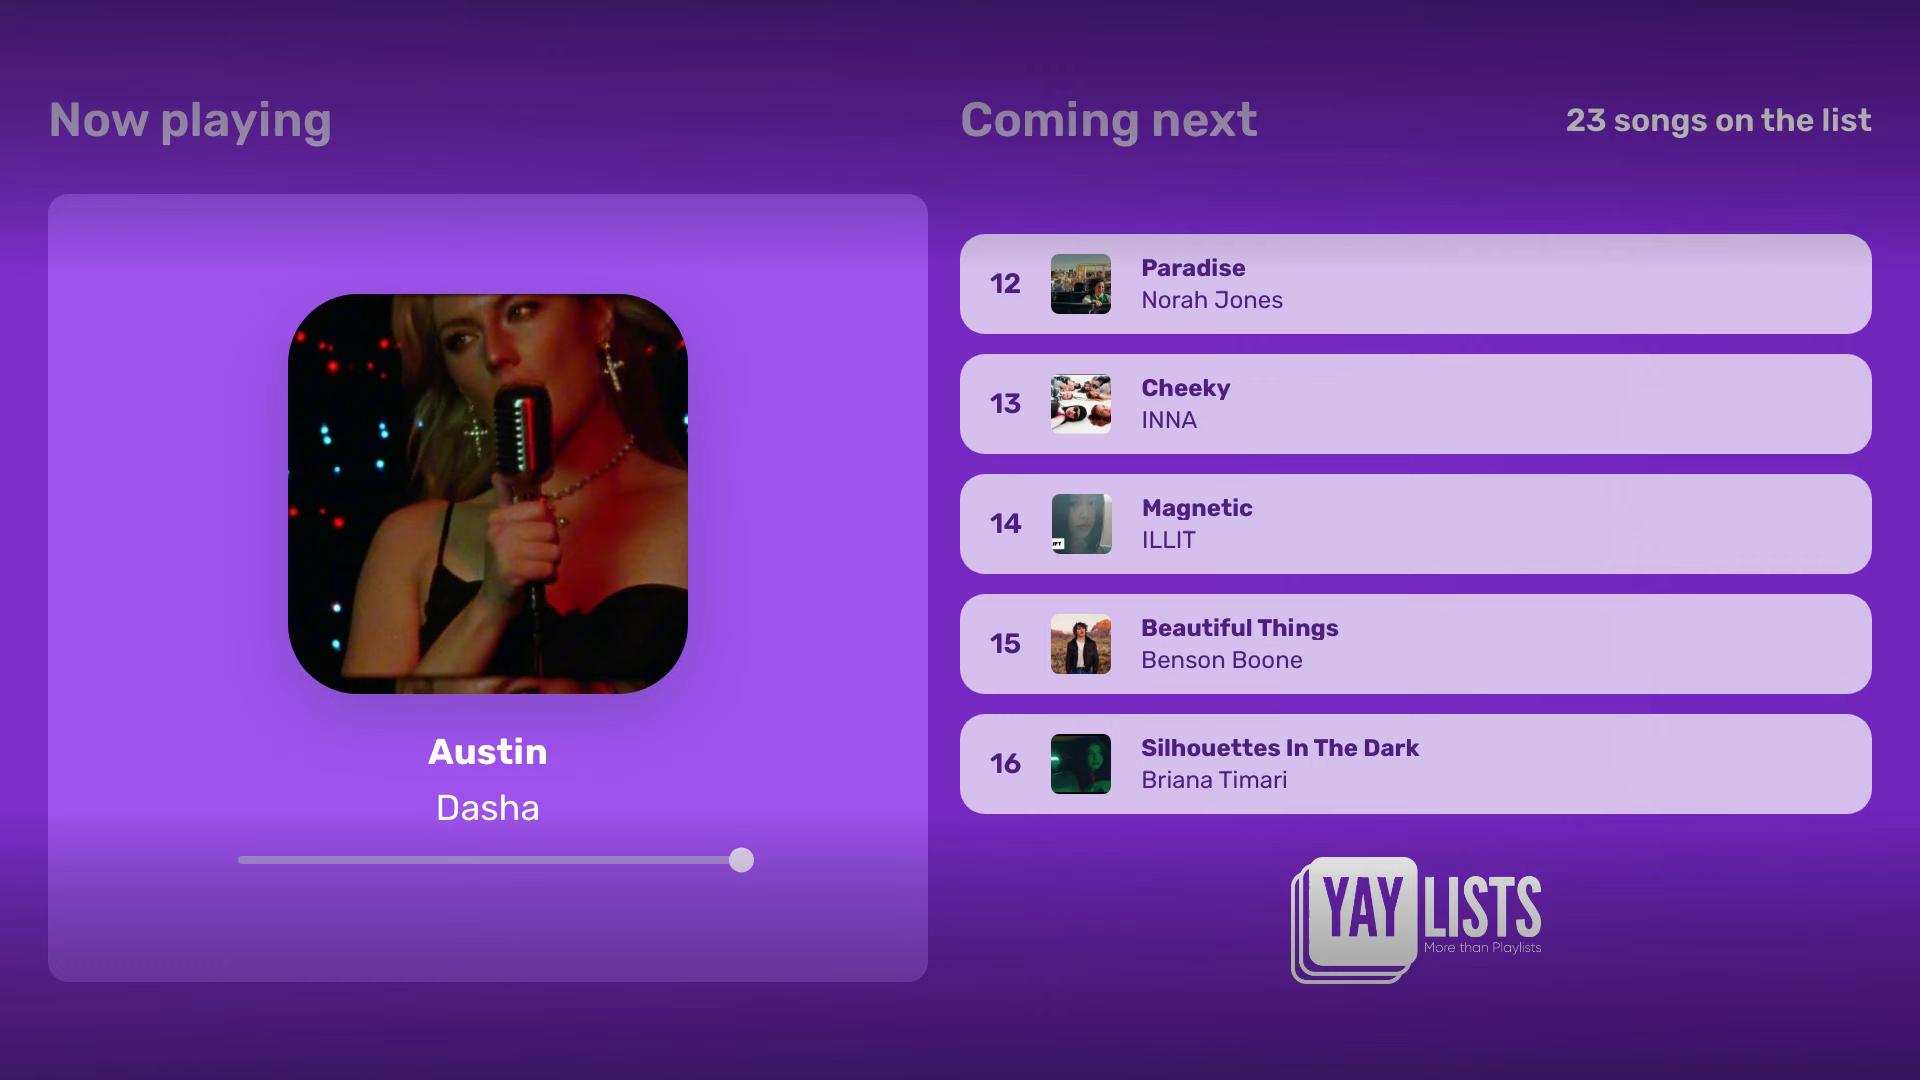 Now playing
Austin
Dasha
Coming next
23 songs on the list
12
Paradise
Norah Jones
13
Cheeky
INNA
14
Magnetic
ILLIT
15
Beautiful Things
Benson Boone
16
Silhouettes In The Dark
Briana Timari
YAY LISTS
More than Playlists